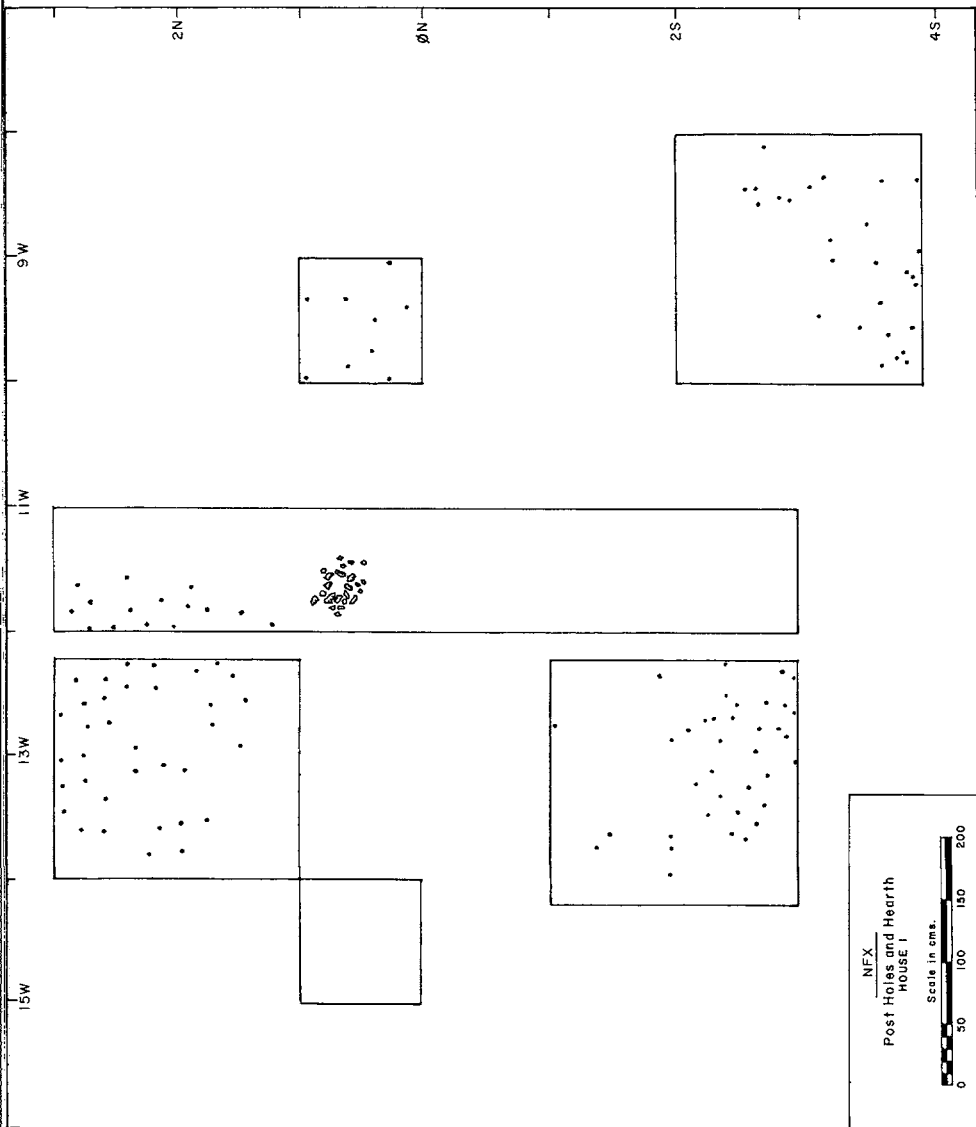 2N
ØN
2S
4S
9W
11W
13W
15W
NFX
Post Holes and Hearth
HOUSE 1
Scale in cms.
0 50 100 150 200